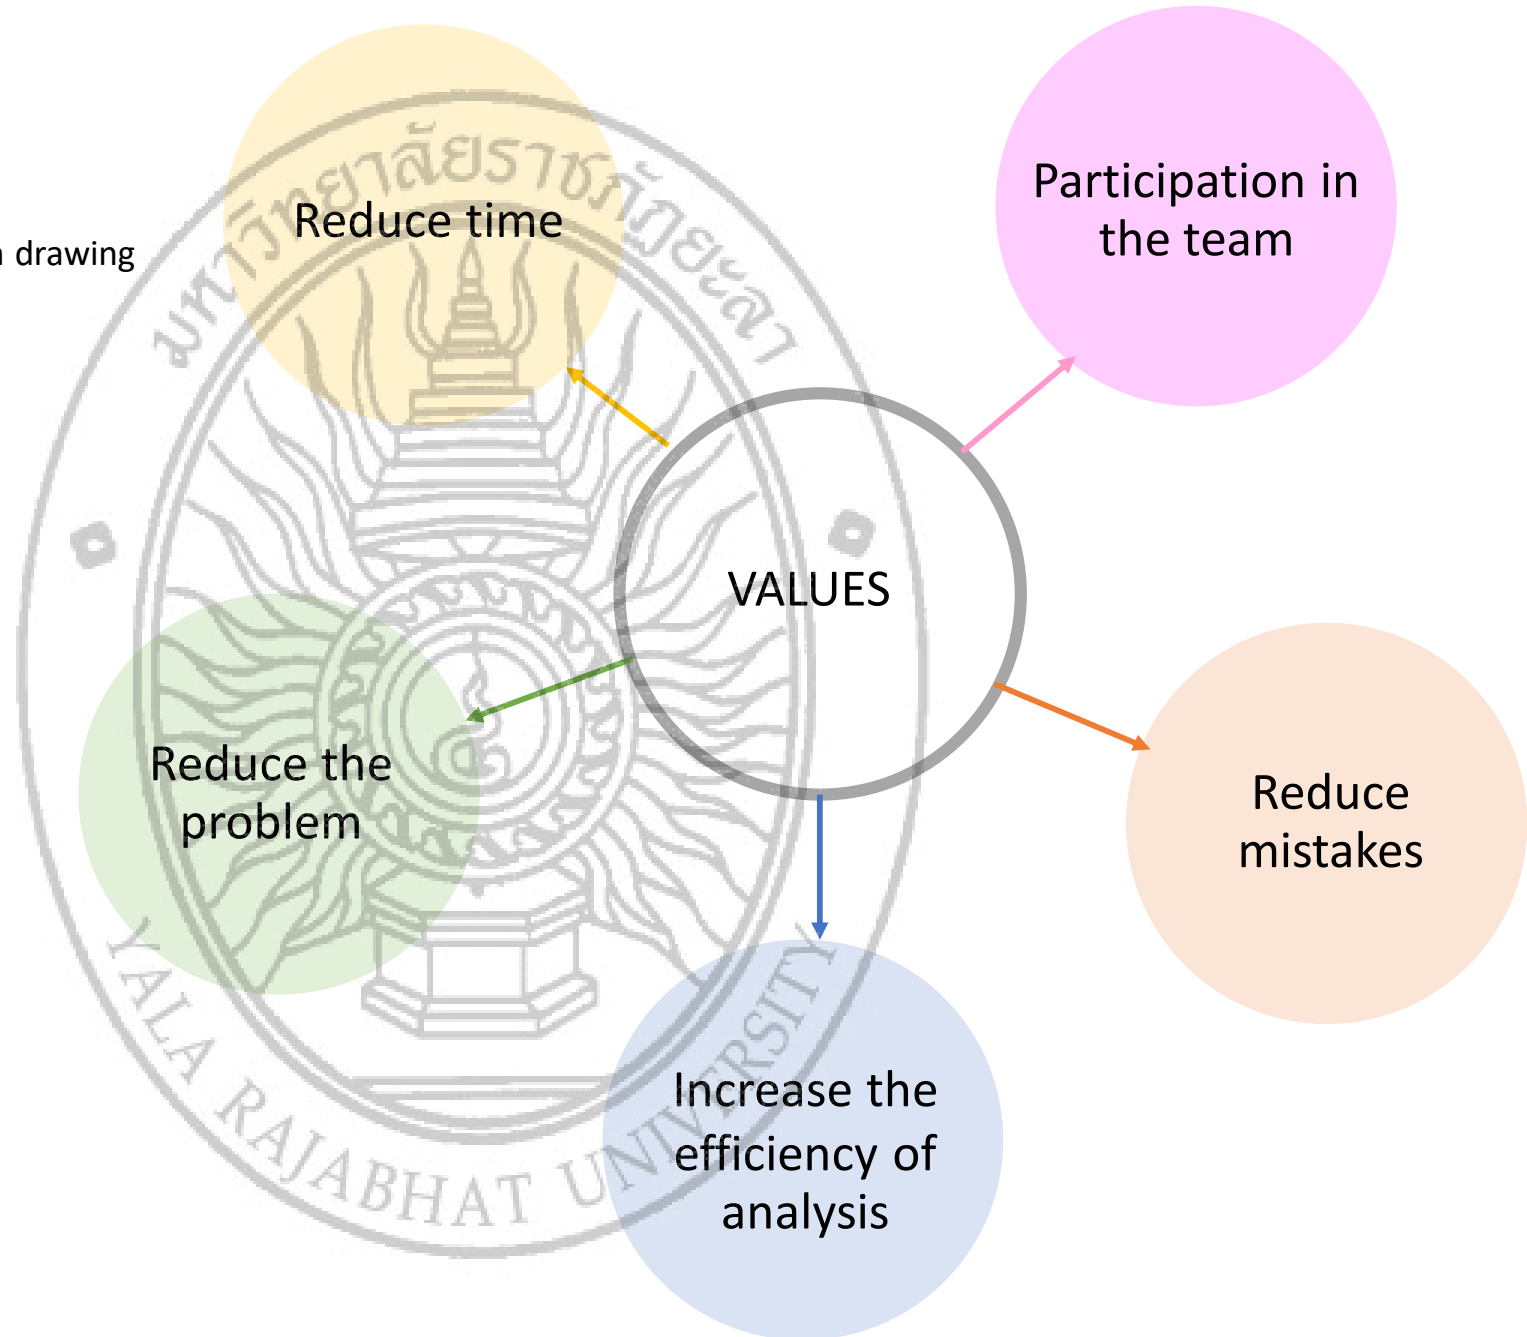 มหาวิทยาลัยราชภัฏยะลา
Reduce time
Participation in
the team
drawing
VALUES
Reduce the
problem
Reduce
mistakes
Increase the
efficiency of
analysis
YALA RAJABHAT UNIVERSITY